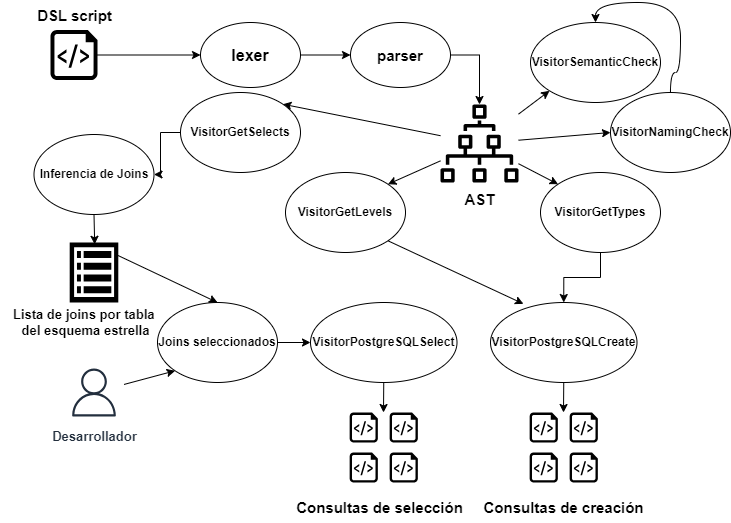 DSL script
</>
lexer
parser
VisitorSemanticCheck
VisitorGetSelects
VisitorNamingCheck
Inferencia de Joins
AST
VisitorGetLevels
VisitorGetTypes
Lista de joins por tabla
del esquema estrella
Joins seleccionados
VisitorPostgreSQLSelect
VisitorPostgreSQLCreate
Desarrollador
</> </> </> </>
</> </> </> </>
Consultas de selección
Consultas de creación